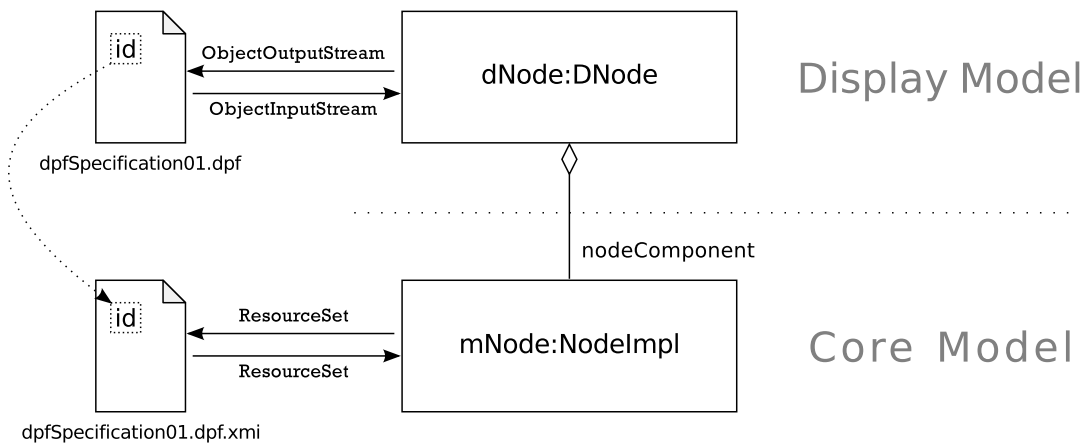 id
ObjectOutputStream
ObjectInputStream
dpfSpecification01.dpf
dNode:DNode
Display Model
nodeComponent
id
ResourceSet
ResourceSet
dpfSpecification01.dpf.xmi
mNode:NodeImpl
Core Model